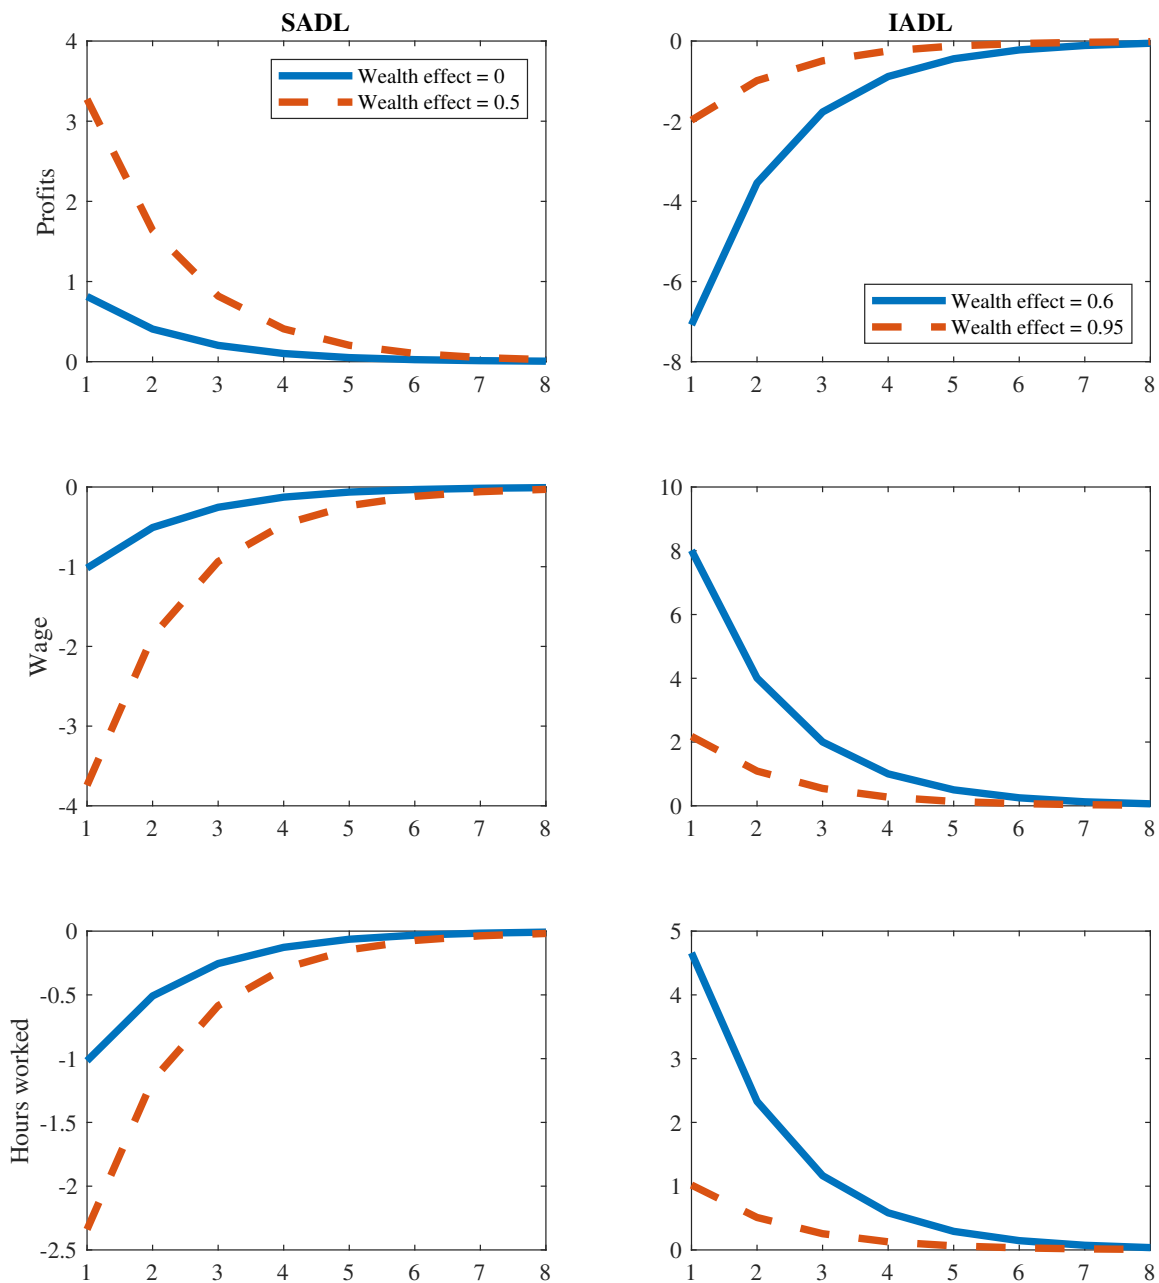 SADL
IADL
4
3
2
1
0
Profits
Wealth effect = 0
Wealth effect = 0.5
1 2 3 4 5 6 7 8
0
-2
-4
-6
-8
Wealth effect = 0.6
Wealth effect = 0.95
1 2 3 4 5 6 7 8
0
-1
-2
-3
-4
Wage
1 2 3 4 5 6 7 8
10
8
6
4
2
0
1 2 3 4 5 6 7 8
0
-0.5
-1
-1.5
-2
-2.5
Hours worked
1 2 3 4 5 6 7 8
5
4
3
2
1
0
1 2 3 4 5 6 7 8